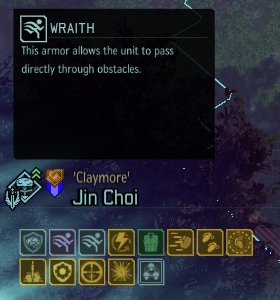 WRAITH
This armor allows the unit to pass
directly through obstacles.
'Claymore'
Jin Choi